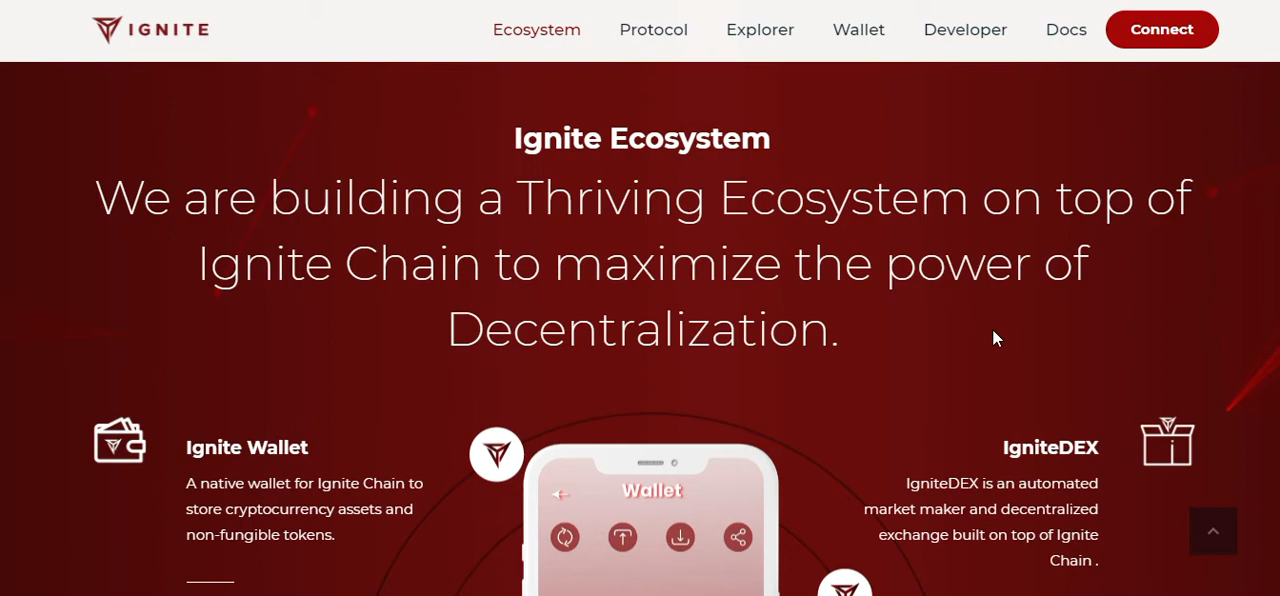 IGNITE
Ecosystem Protocol Explorer Wallet Developer Docs Connect
Ignite Ecosystem
We are building a Thriving Ecosystem on top of
Ignite Chain to maximize the power of
Decentralization.
Ignite Wallet
A native wallet for Ignite Chain to
store cryptocurrency assets and
non-fungible tokens.
Wallet
IgniteDEX
IgniteDEX is an automated
market maker and decentralized
exchange built on top of Ignite
Chain .